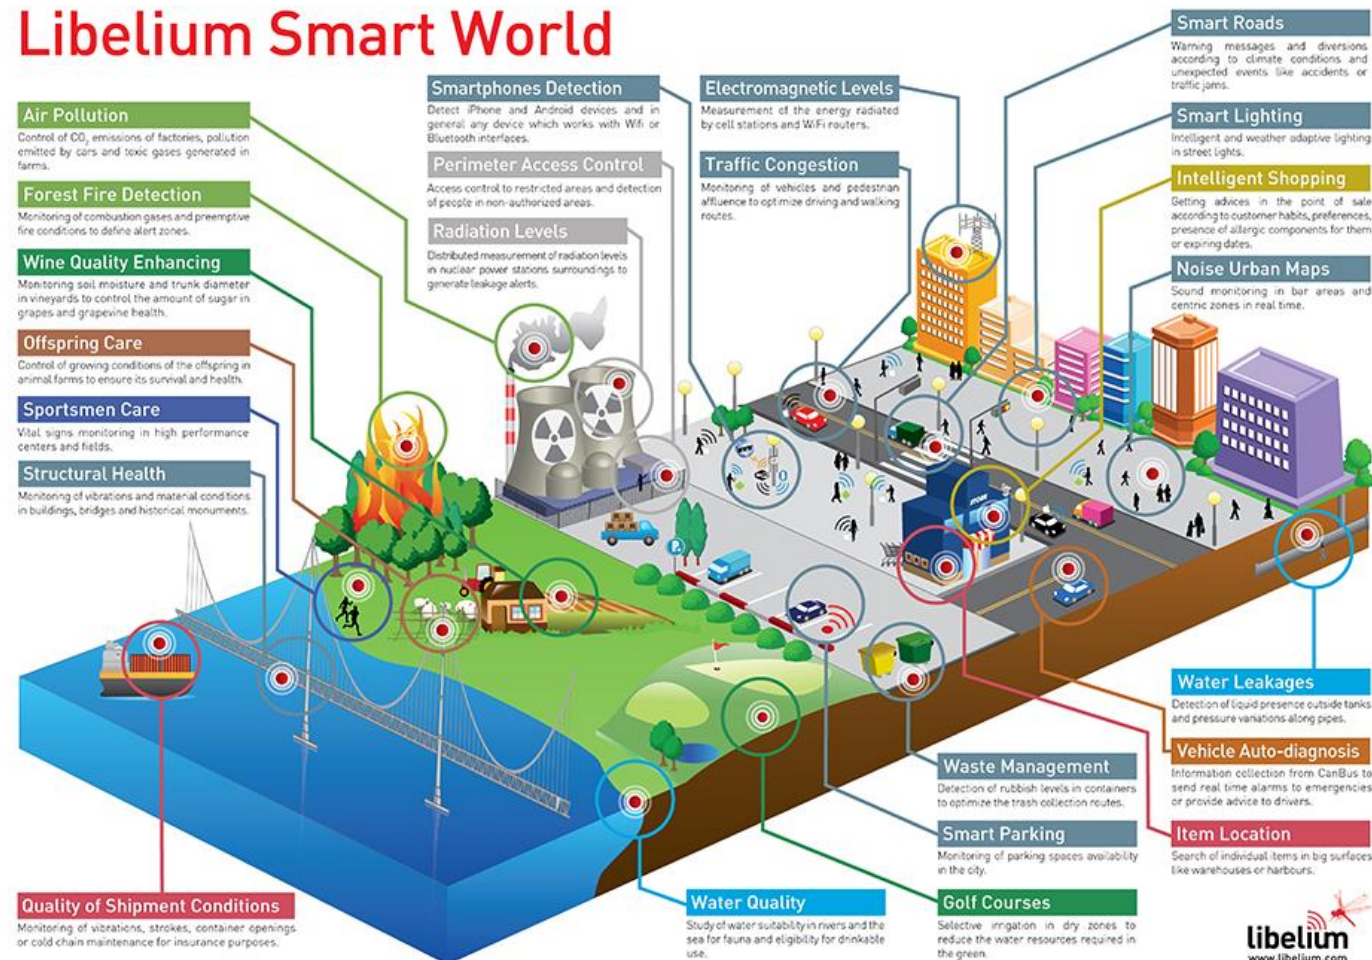 Libelium Smart World
Air Pollution
Control of CO₂ emissions of factories, pollution
emitted by cars and toxic gases generated in
farms.
Forest Fire Detection
Monitoring of combustion gases and preemptive
fire conditions to define alert zones.
Wine Quality Enhancing
Monitoring soil moisture and trunk diameter
in vineyards to control the amount of sugar in
grapes and grapevine health.
Offspring Care
Control of growing conditions of the offspring in
animal farms to ensure its survival and health.
Sportsmen Care
Vital signs monitoring in high performance
centers and fields.
Structural Health
Monitoring of vibrations and material conditions
in buildings, bridges and historical monuments.
Quality of Shipment Conditions
Monitoring of vibrations, strokes, container openings
or cold chain maintenance for insurance purposes.
Smartphones Detection
Detect iPhone and Android devices and in
general any device which works with Wifi or
Bluetooth interfaces.
Perimeter Access Control
Access control to restricted areas and detection
of people in non-authorized areas.
Radiation Levels
Distributed measurement of radiation levels
in nuclear power stations surroundings to
generate leakage alerts.
Electromagnetic Levels
Measurement of the energy radiated
by cell stations and WiFi routers.
Traffic Congestion
Monitoring of vehicles and pedestrian
affluence to optimize driving and walking
routes.
Smart Roads
Warning messages and diversions
according to climate conditions and
unexpected events like accidents or
traffic jams.
Smart Lighting
Intelligent and weather adaptive lighting
in street lights.
Intelligent Shopping
Getting advices in the point of sale
according to customer habits, preferences,
presence of allergic components for them
or expiring dates.
Noise Urban Maps
Sound monitoring in bar areas and
centric zones in real time.
STORE
P
Water Leakages
Detection of liquid presence outside tanks
and pressure variations along pipes.
Vehicle Auto-diagnosis
Information collection from CanBus to
send real time alarms to emergencies
or provide advice to drivers.
Item Location
Search of individual items in big surfaces
like warehouses or harbours.
Waste Management
Detection of rubbish levels in containers
to optimize the trash collection routes.
Smart Parking
Monitoring of parking spaces availability
in the city.
Golf Courses
Selective irrigation in dry zones to
reduce the water resources required in
the green.
Water Quality
Study of water suitability in rivers and the
sea for fauna and eligibility for drinkable
use.
libelium
www.libelium.com